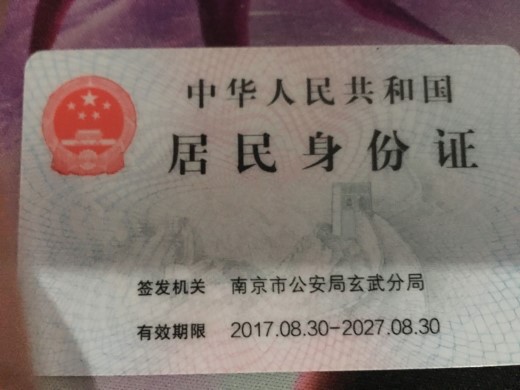 中华人民共和国
居民身份证
签发机关 南京市公安局玄武分局
有效期限 2017.08.30-2027.08.30